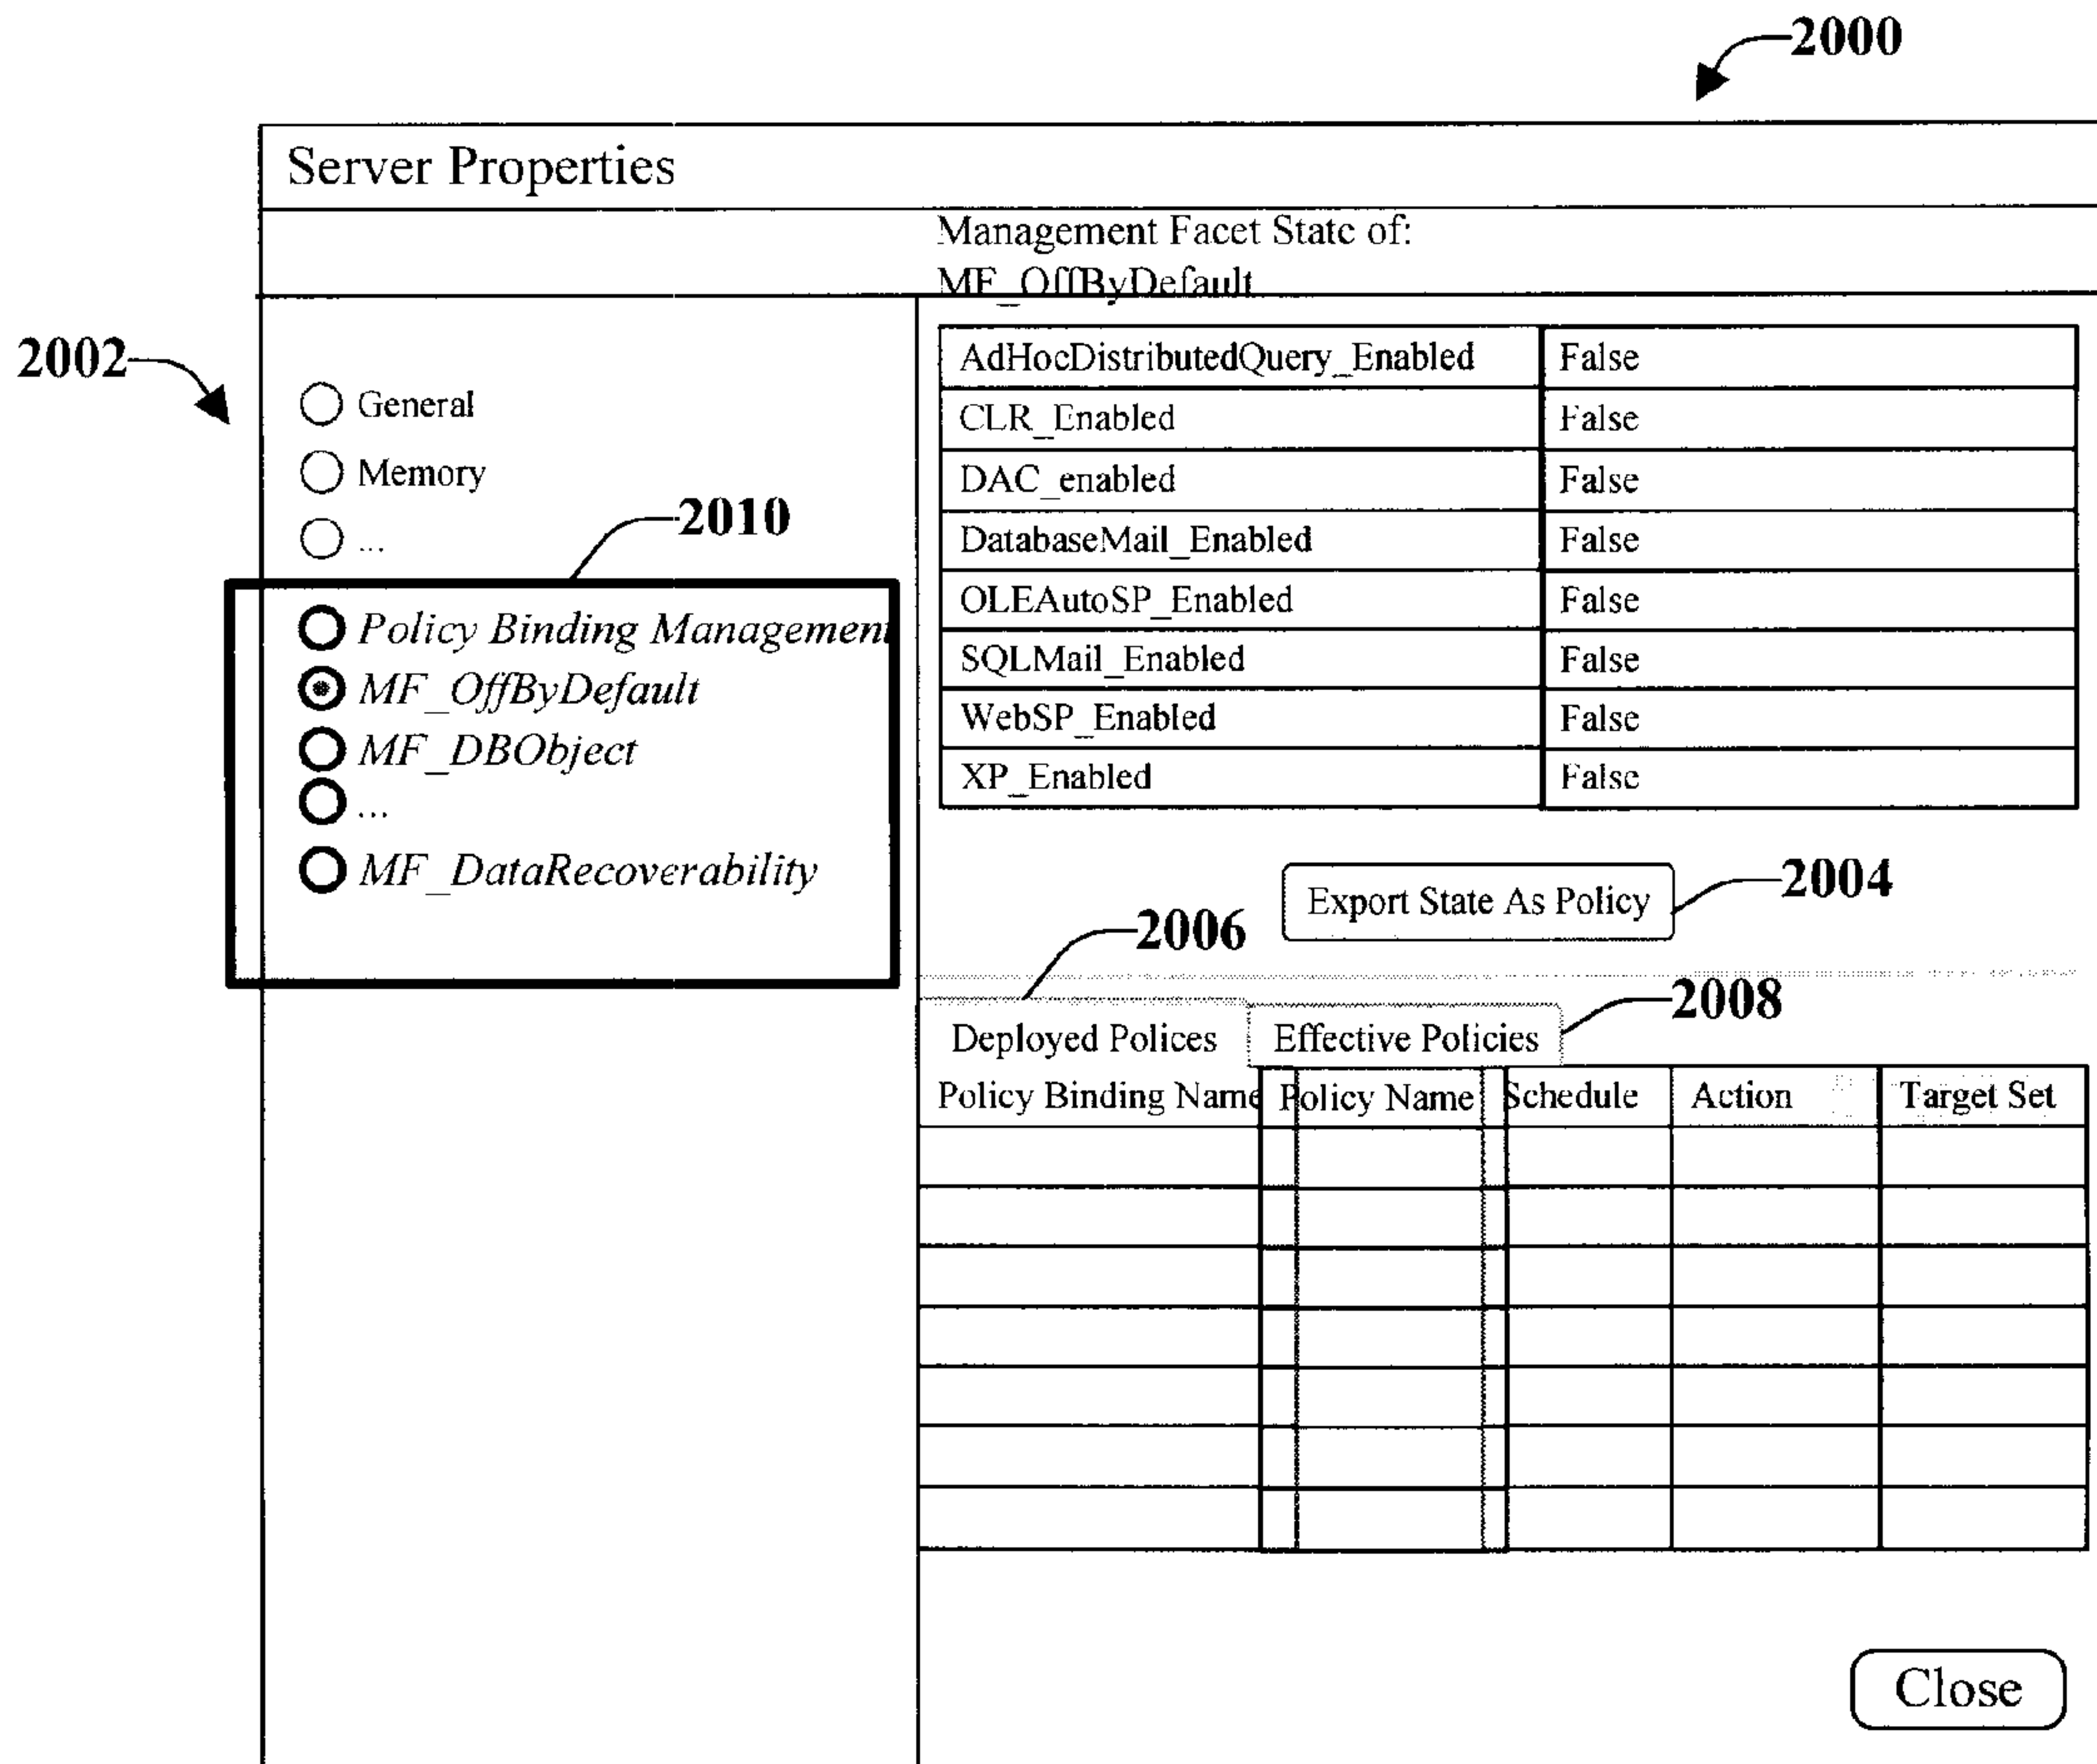 2000
Server Properties
Management Facet State of:
MF_OffByDefault
2002
General
Memory
...
2010
Policy Binding Management
MF_OffByDefault
MF_DBObject
...
MF_DataRecoverability
AdHocDistributedQuery_Enabled False
CLR_Enabled False
DAC_enabled False
DatabaseMail_Enabled False
OLEAutoSP_Enabled False
SQLMail_Enabled False
WebSP_Enabled False
XP_Enabled False
Export State As Policy
2004
2006
2008
Deployed Polices Effective Policies
Policy Binding Name Policy Name Schedule Action Target Set
Close